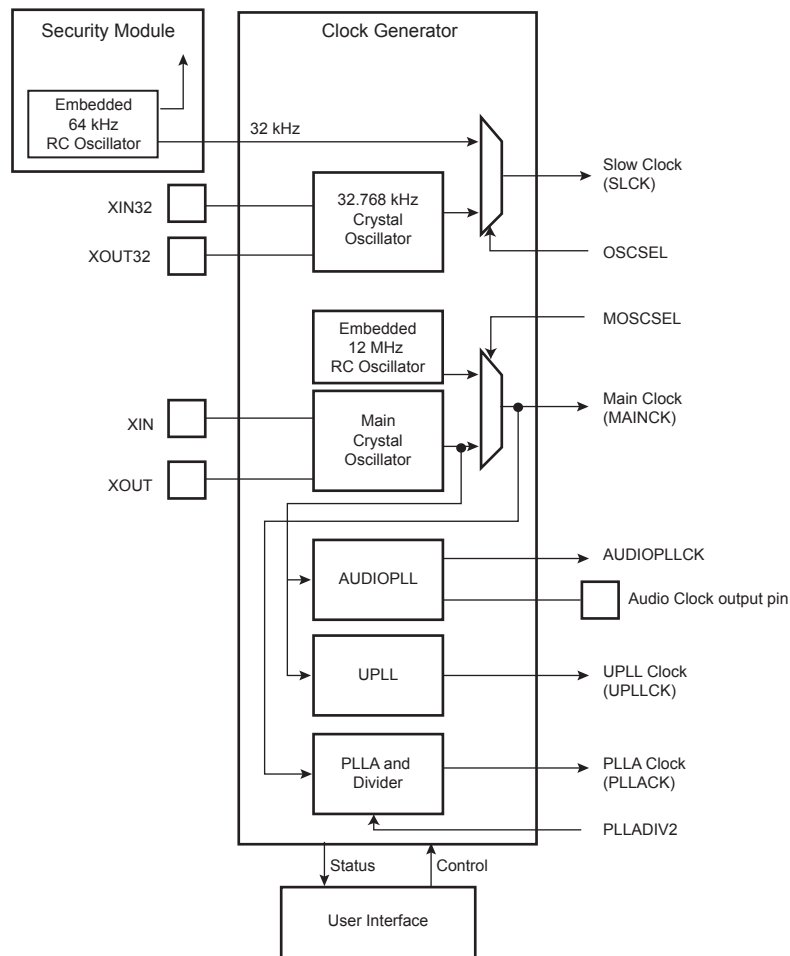 Security Module
Clock Generator
Embedded
64 kHz
RC Oscillator
32 kHz
XIN32
XOUT32
32.768 kHz
Crystal
Oscillator
Slow Clock
(SLCK)
OSCSEL
MOSCSEL
Embedded
12 MHz
RC Oscillator
Main Clock
(MAINCK)
XIN
XOUT
Main
Crystal
Oscillator
AUDIOPLL
AUDIOPLLCK
Audio Clock output pin
UPLL
UPLL Clock
(UPLLCK)
PLLA and
Divider
PLLA Clock
(PLLACK)
PLLADIV2
Status
Control
User Interface